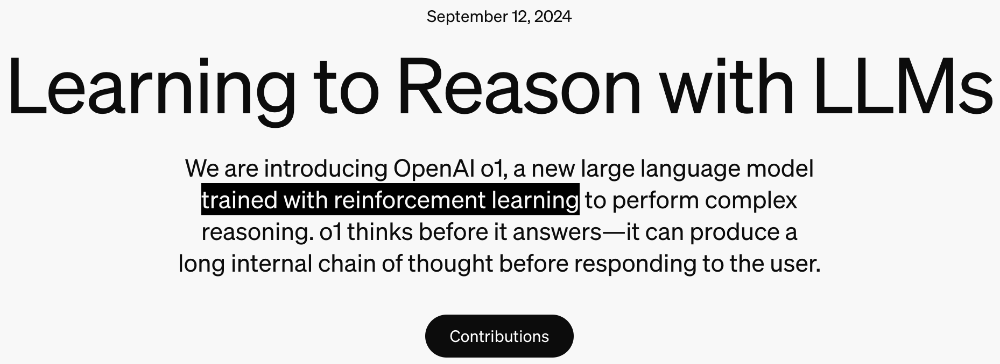 September 12, 2024
Learning to Reason with LLMs
We are introducing OpenAI o1, a new large language model
trained with reinforcement learning to perform complex
reasoning. o1 thinks before it answers—it can produce a
long internal chain of thought before responding to the user.
Contributions